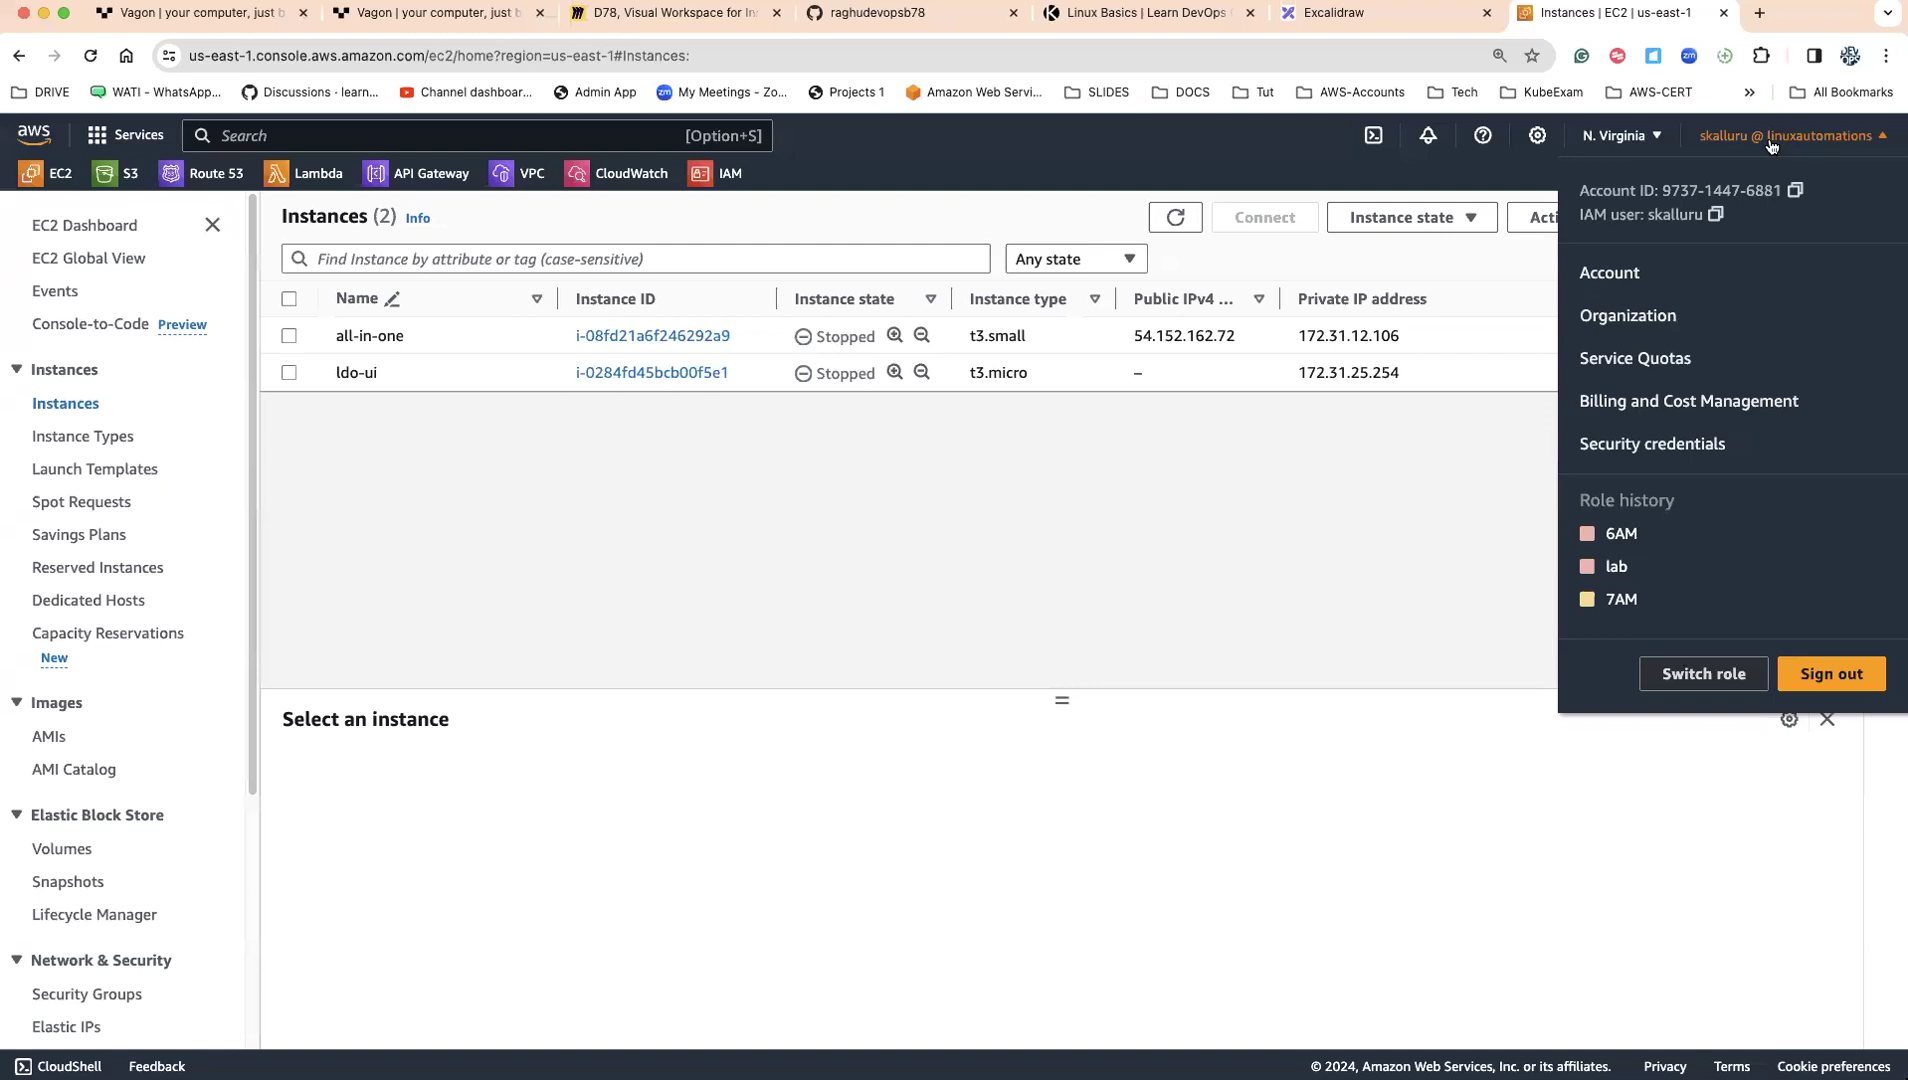 Vagon | your computer, just b
Vagon | your computer, just b
D78, Visual Workspace for In
raghudevopsb78
Linux Basics | Learn DevOps
Excalidraw
Instances | EC2 | us-east-1
us-east-1.console.aws.amazon.com/ec2/home?region=us-east-1#Instances:
DRIVE
WATI - WhatsApp...
Discussions · learn...
Channel dashboar...
Admin App
My Meetings - Zo...
Projects 1
Amazon Web Servi...
SLIDES
DOCS
Tut
AWS-Accounts
Tech
KubeExam
AWS-CERT
»
All Bookmarks
aws
Services
Search
[Option+S]
N. Virginia
skalluru @ linuxautomations
EC2
S3
Route 53
Lambda
API Gateway
VPC
CloudWatch
IAM
Account ID: 9737-1447-6881
IAM user: skalluru
Account
Organization
Service Quotas
Billing and Cost Management
Security credentials
Role history
6AM
lab
7AM
Switch role
Sign out
EC2 Dashboard
EC2 Global View
Events
Console-to-Code Preview
Instances
Instances
Instance Types
Launch Templates
Spot Requests
Savings Plans
Reserved Instances
Dedicated Hosts
Capacity Reservations
New
Images
AMIs
AMI Catalog
Elastic Block Store
Volumes
Snapshots
Lifecycle Manager
Network & Security
Security Groups
Elastic IPs
Instances (2) Info
Connect
Instance state
Acti
Find Instance by attribute or tag (case-sensitive)
Any state
Name
Instance ID
Instance state
Instance type
Public IPv4 ...
Private IP address
all-in-one
i-08fd21a6f246292a9
Stopped
t3.small
54.152.162.72
172.31.12.106
ldo-ui
i-0284fd45bcb00f5e1
Stopped
t3.micro
–
172.31.25.254
Select an instance
CloudShell
Feedback
© 2024, Amazon Web Services, Inc. or its affiliates.
Privacy
Terms
Cookie preferences